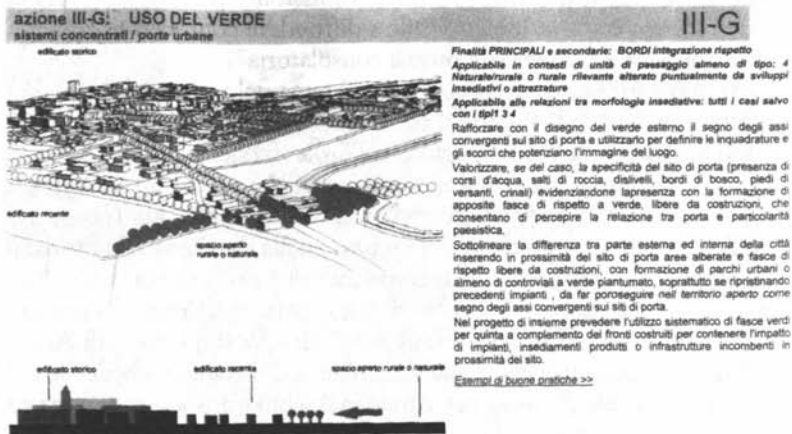 azione III-G: USO DEL VERDE
sistemi concentrati / porte urbane
III-G
edificato storico
edificato recente
spazio aperto
rurale o naturale
Finalità PRINCIPALI e secondarie: BORDI integrazione rispetto
Applicabile in contesti di unità di paesaggio almeno di tipo: 4
Naturale/rurale o rurale rilevante alterato puntualmente da sviluppi
insediativi o attrezzature
Applicabile alle relazioni tra morfologie insediative: tutti i casi salvo
con i tipi1 3 4
Rafforzare con il disegno del verde esterno il segno degli assi
convergenti sul sito di porta e utilizzarlo per definire le inquadrature e
gli scorci che potenziano l'immagine del luogo.
Valorizzare, se del caso, la specificità del sito di porta (presenza di
corsi d'acqua, salti di roccia, dislivelli, bordi di bosco, piedi di
versanti, crinali) evidenziandone lapresenza con la formazione di
apposite fasce di rispetto a verde, libere da costruzioni, che
consentano di percepire la relazione tra porta e particolarità
paesistica.
Sottolineare la differenza tra parte esterna ed interna della città
inserendo in prossimità del sito di porta aree alberate e fasce di
rispetto libere da costruzioni, con formazione di parchi urbani o
almeno di controviali a verde piantumato, soprattutto se ripristinando
precedenti impianti , da far poroseguire nell territorio aperto come
segno degli assi convergenti sui siti di porta.
Nel progetto di insieme prevedere l'utilizzo sistematico di fasce verdi
per quinta a complemento dei fronti costruiti per contenere l'impatto
di impianti, insediamenti produtti o infrastrutture incombenti in
prossimità del sito.
Esempi di buone pratiche >>
edificato storico
edificato recente
spazio aperto rurale o naturale